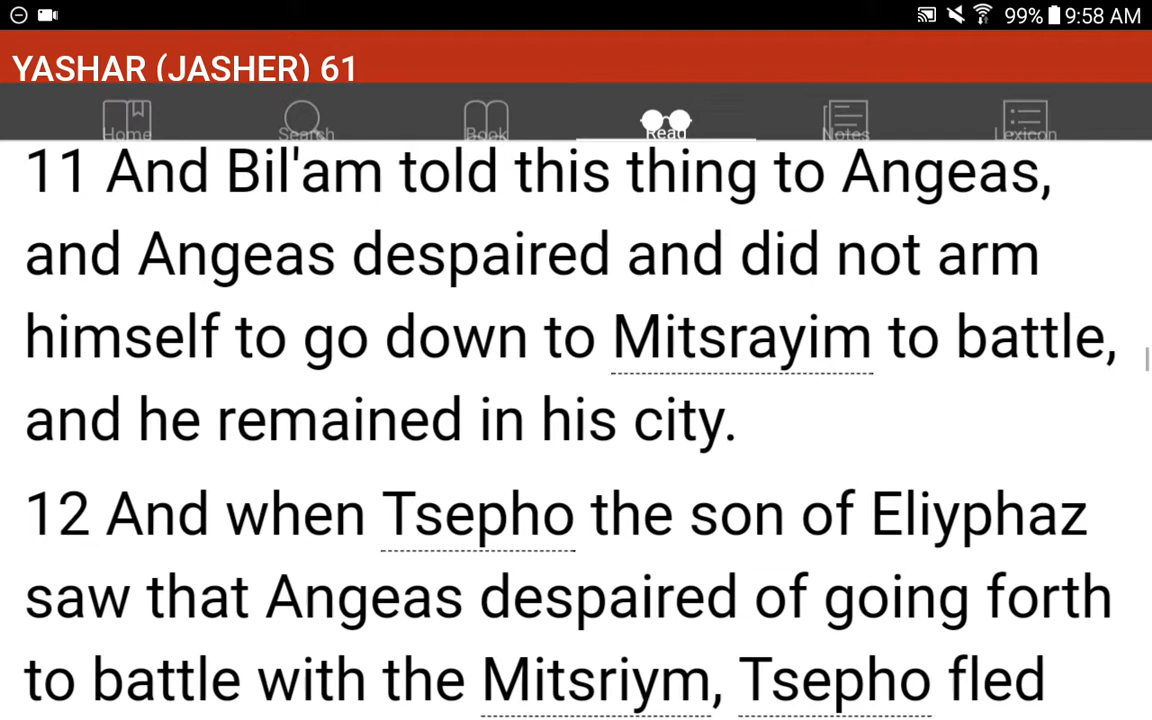 99% 9:58 AM
YASHAR (JASHER) 61
Home Search Book Read Notes Lexicon
11 And Bil'am told this thing to Angeas,
and Angeas despaired and did not arm
himself to go down to Mitsrayim to battle,
and he remained in his city.
12 And when Tsepho the son of Eliyphaz
saw that Angeas despaired of going forth
to battle with the Mitsriym, Tsepho fled